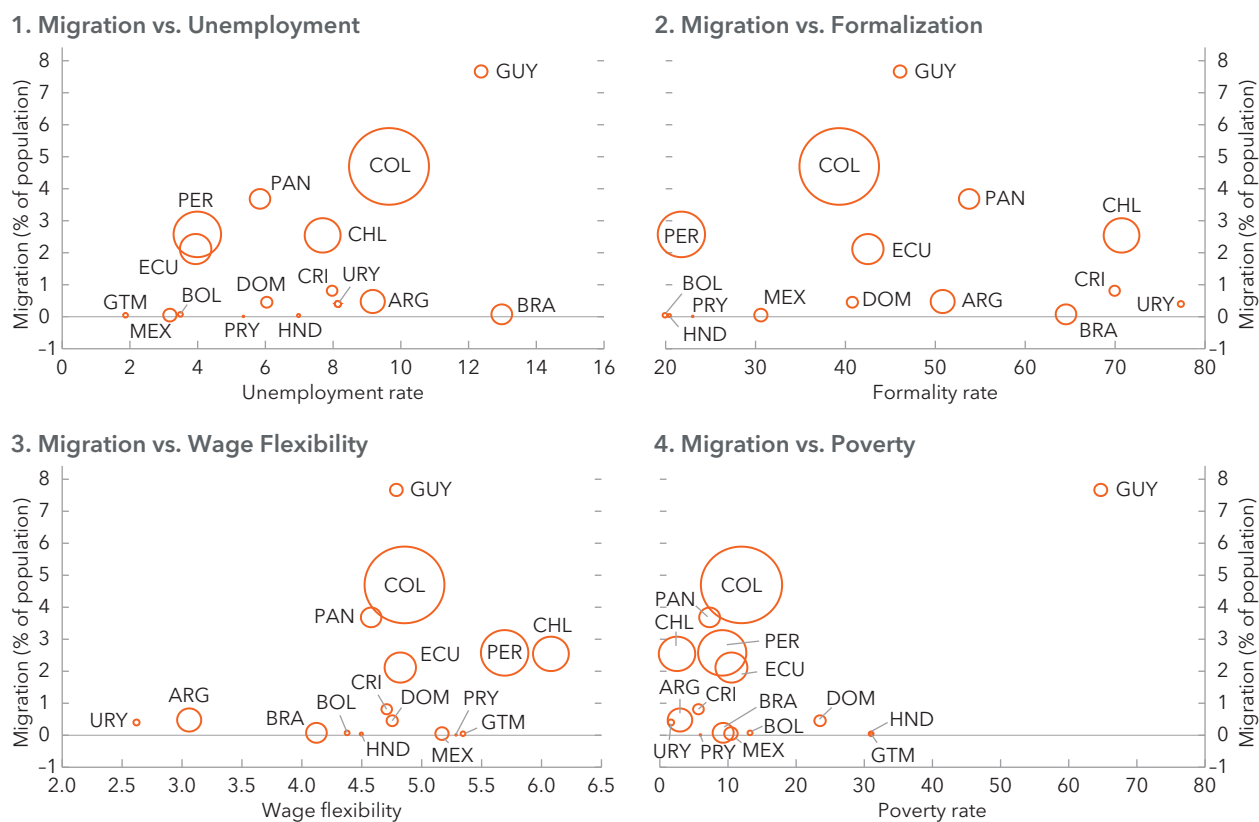 1. Migration vs. Unemployment
Migration (% of population)
8
7
6
5
4
3
2
1
0
–1
GUY
COL
PAN
PER
CHL
ECU
CRI
URY
DOM
BOL
GTM
ARG
BRA
MEX
PRY
HND
0 2 4 6 8 10 12 14 16
Unemployment rate
2. Migration vs. Formalization
Migration (% of population)
8
7
6
5
4
3
2
1
0
–1
GUY
COL
PAN
CHL
PER
ECU
BOL
CRI
PRY
MEX
DOM
ARG
URY
HND
BRA
20 30 40 50 60 70 80
Formality rate
3. Migration vs. Wage Flexibility
Migration (% of population)
8
7
6
5
4
3
2
1
0
–1
GUY
COL
PAN
CHL
ECU
PER
CRI
ARG
BOL
DOM
PRY
URY
BRA
GTM
HND
MEX
2.0 2.5 3.0 3.5 4.0 4.5 5.0 5.5 6.0 6.5
Wage flexibility
4. Migration vs. Poverty
Migration (% of population)
8
7
6
5
4
3
2
1
0
–1
GUY
COL
PAN
CHL
PER
ECU
ARG
CRI
BRA
DOM
BOL
HND
URY
PRY
MEX
GTM
0 10 20 30 40 50 60 70 80
Poverty rate